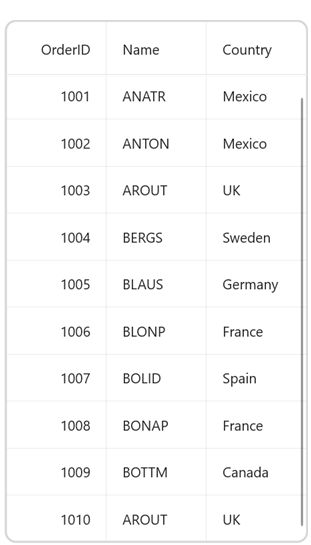 OrderID Name Country
1001 ANATR Mexico
1002 ANTON Mexico
1003 AROUT UK
1004 BERGS Sweden
1005 BLAUS Germany
1006 BLONP France
1007 BOLID Spain
1008 BONAP France
1009 BOTTM Canada
1010 AROUT UK